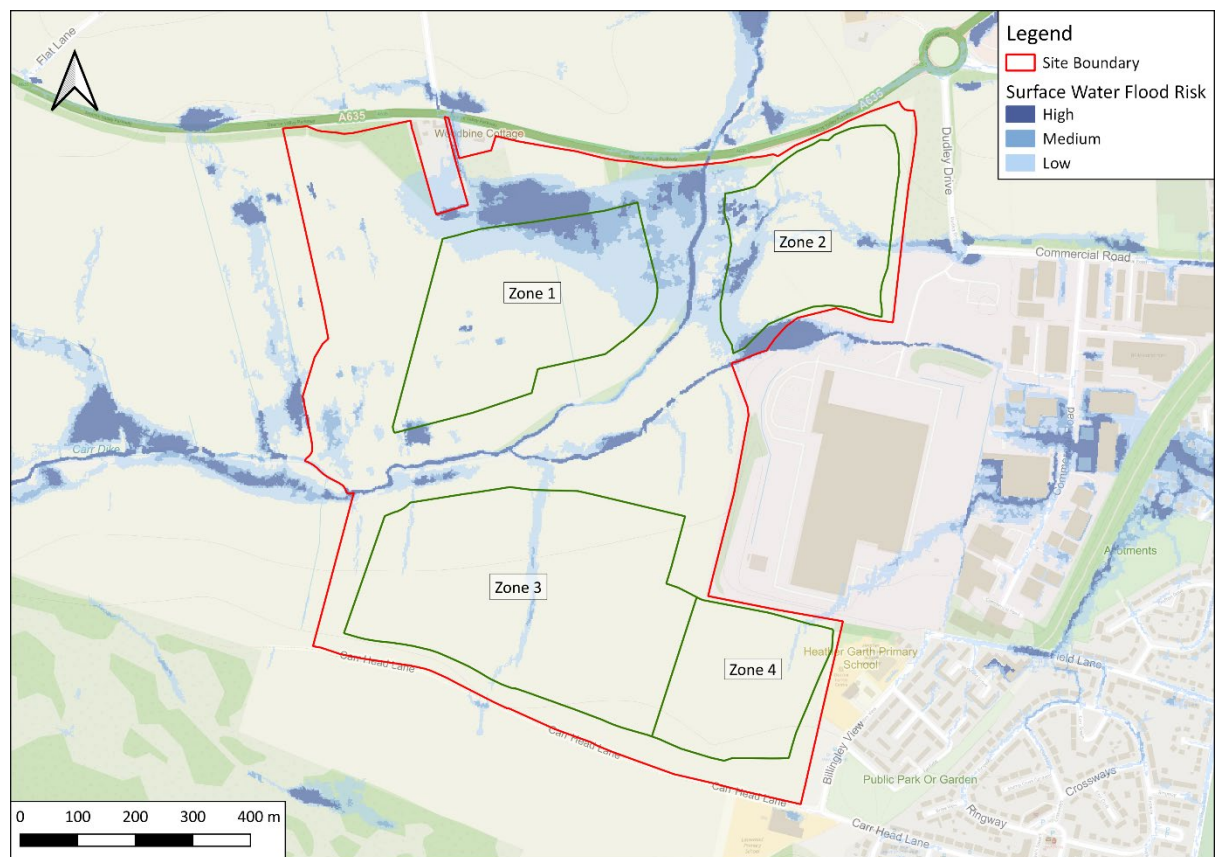 Legend
Site Boundary
Surface Water Flood Risk
High
Medium
Low
Flat Lane
A635
A635
Woodbine Cottage
Dudley Drive
Commercial Road
Zone 1
Zone 2
Carr Dike
Zone 3
Zone 4
Allotments
Heather Garth Primary
School
Field Lane
Carr Head Lane
Carr Head Lane
Carr Head Lane
Carr Head Lane
Billingley View
Public Park Or Garden
Crossways
Ringway
0 100 200 300 400 m